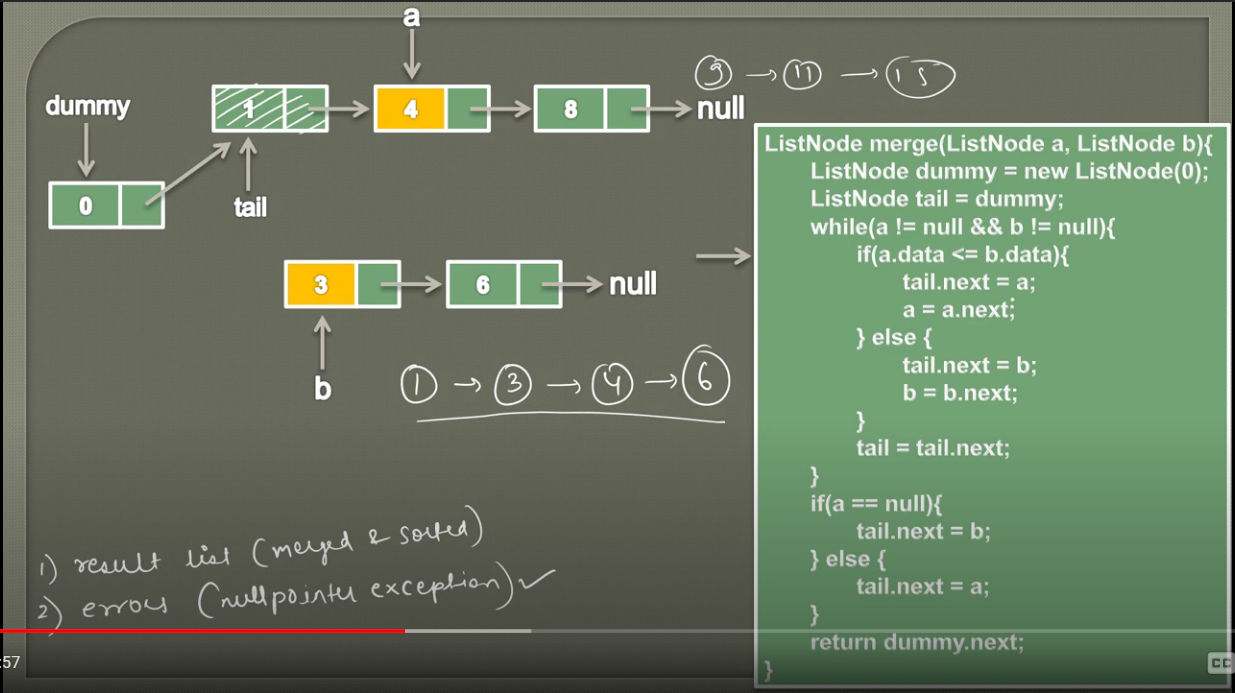 a
9 → 11 → 15
dummy
1 4 8 null
0
tail
3 6 null
b
1 → 3 → 4 → 6
ListNode merge(ListNode a, ListNode b){
ListNode dummy = new ListNode(0);
ListNode tail = dummy;
while(a != null && b != null){
if(a.data <= b.data){
tail.next = a;
a = a.next;
} else {
tail.next = b;
b = b.next;
}
tail = tail.next;
}
if(a == null){
tail.next = b;
} else {
tail.next = a;
}
return dummy.next;
}
1) result list (merged & sorted)
2) errors (nullpointer exception) ✓
:57
CC